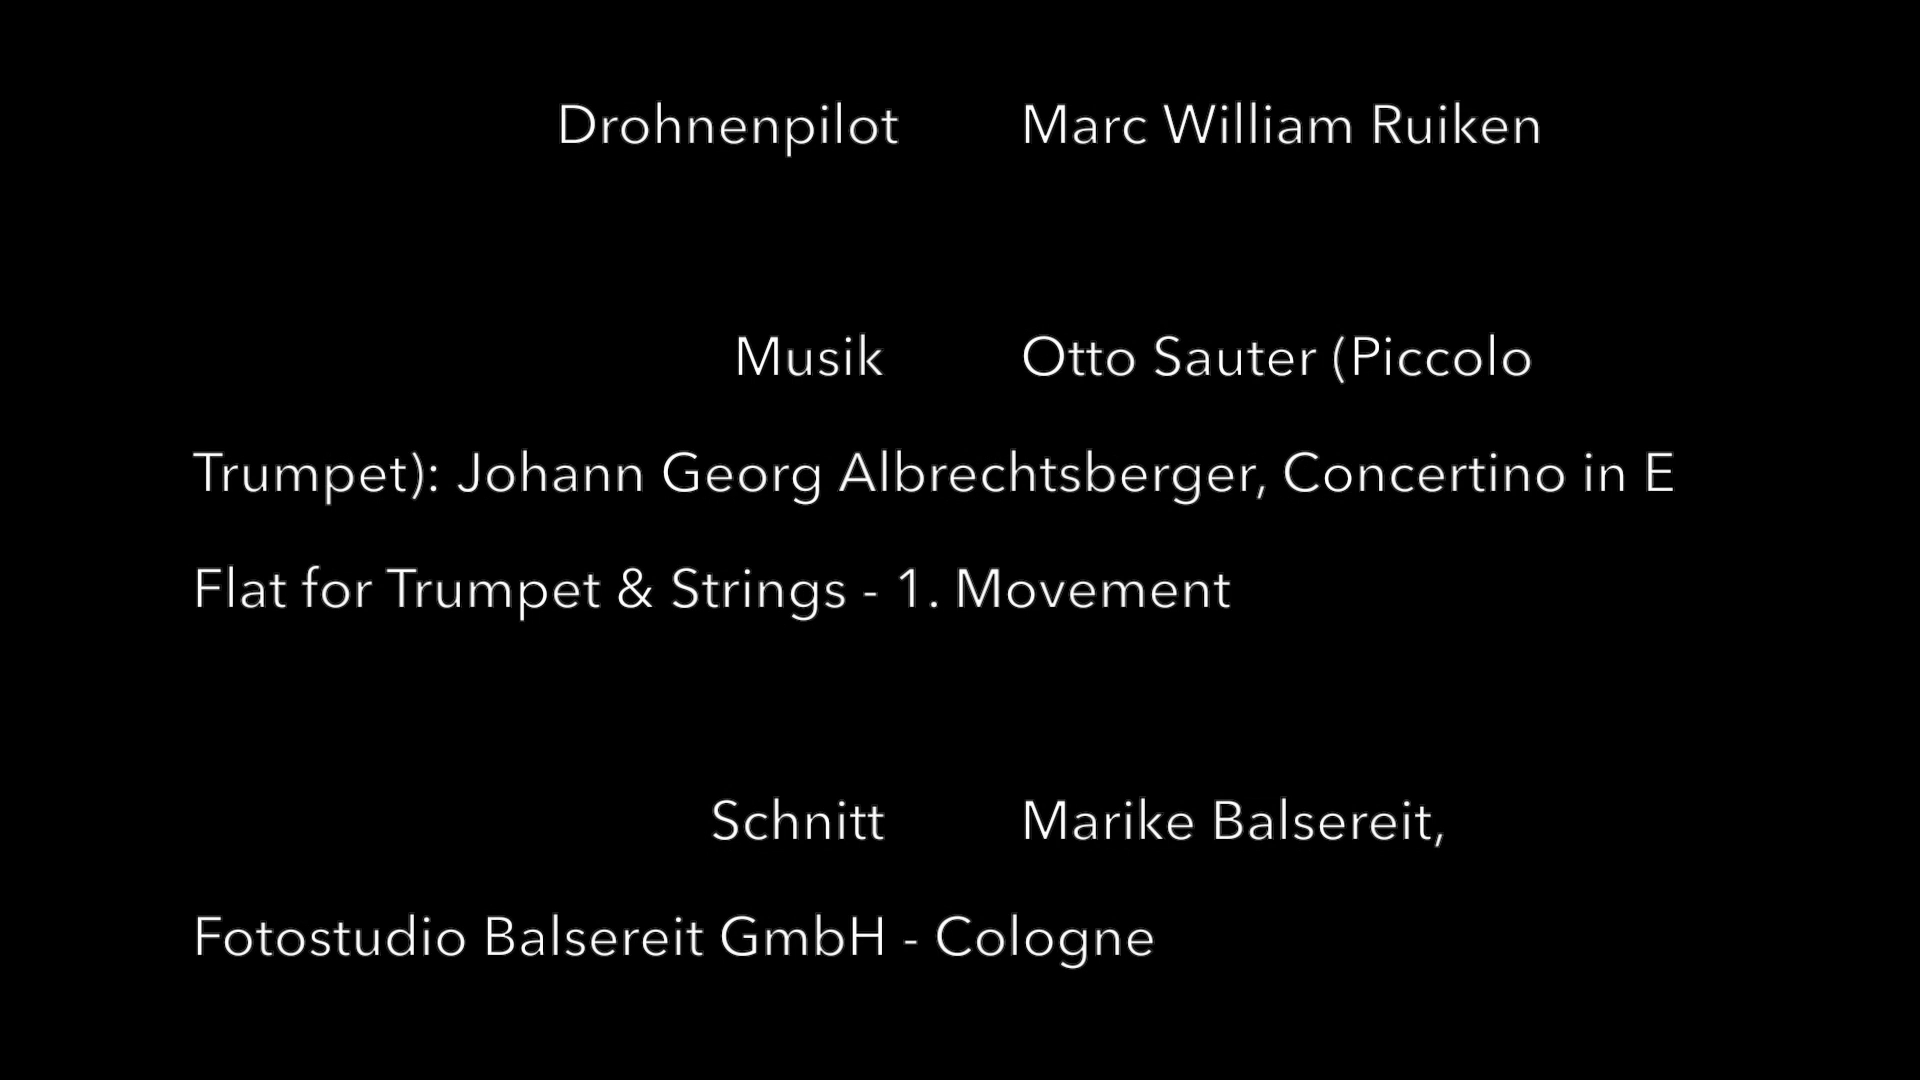 Drohnenpilot Marc William Ruiken
Musik Otto Sauter (Piccolo
Trumpet): Johann Georg Albrechtsberger, Concertino in E
Flat for Trumpet & Strings - 1. Movement
Schnitt Marike Balsereit,
Fotostudio Balsereit GmbH - Cologne